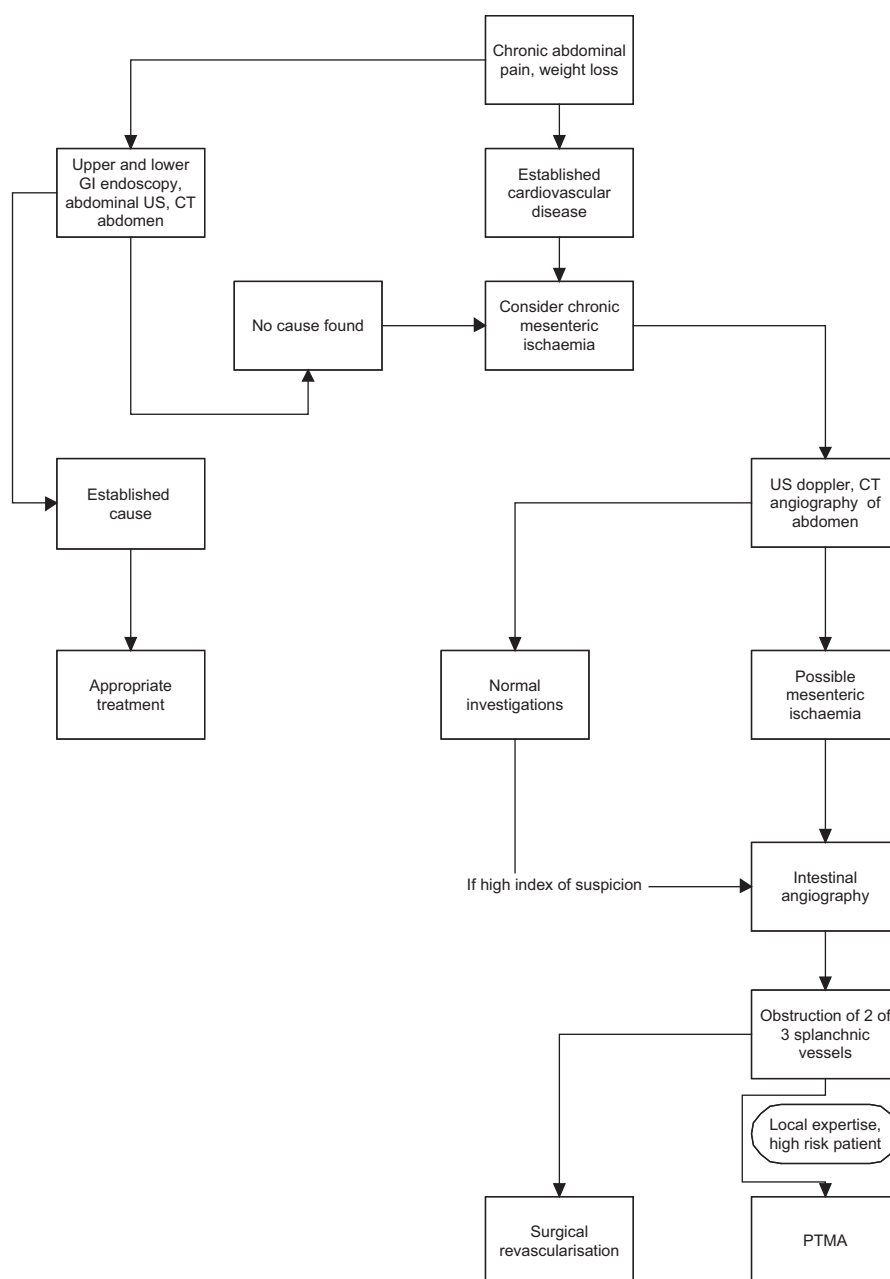 Chronic abdominal
pain, weight loss
Upper and lower
GI endoscopy,
abdominal US, CT
abdomen
Established
cardiovascular
disease
No cause found
Consider chronic
mesenteric
ischaemia
Established
cause
US doppler, CT
angiography of
abdomen
Appropriate
treatment
Normal
investigations
Possible
mesenteric
ischaemia
If high index of suspicion
Intestinal
angiography
Obstruction of 2 of
3 splanchnic
vessels
Local expertise,
high risk patient
Surgical
revascularisation
PTMA